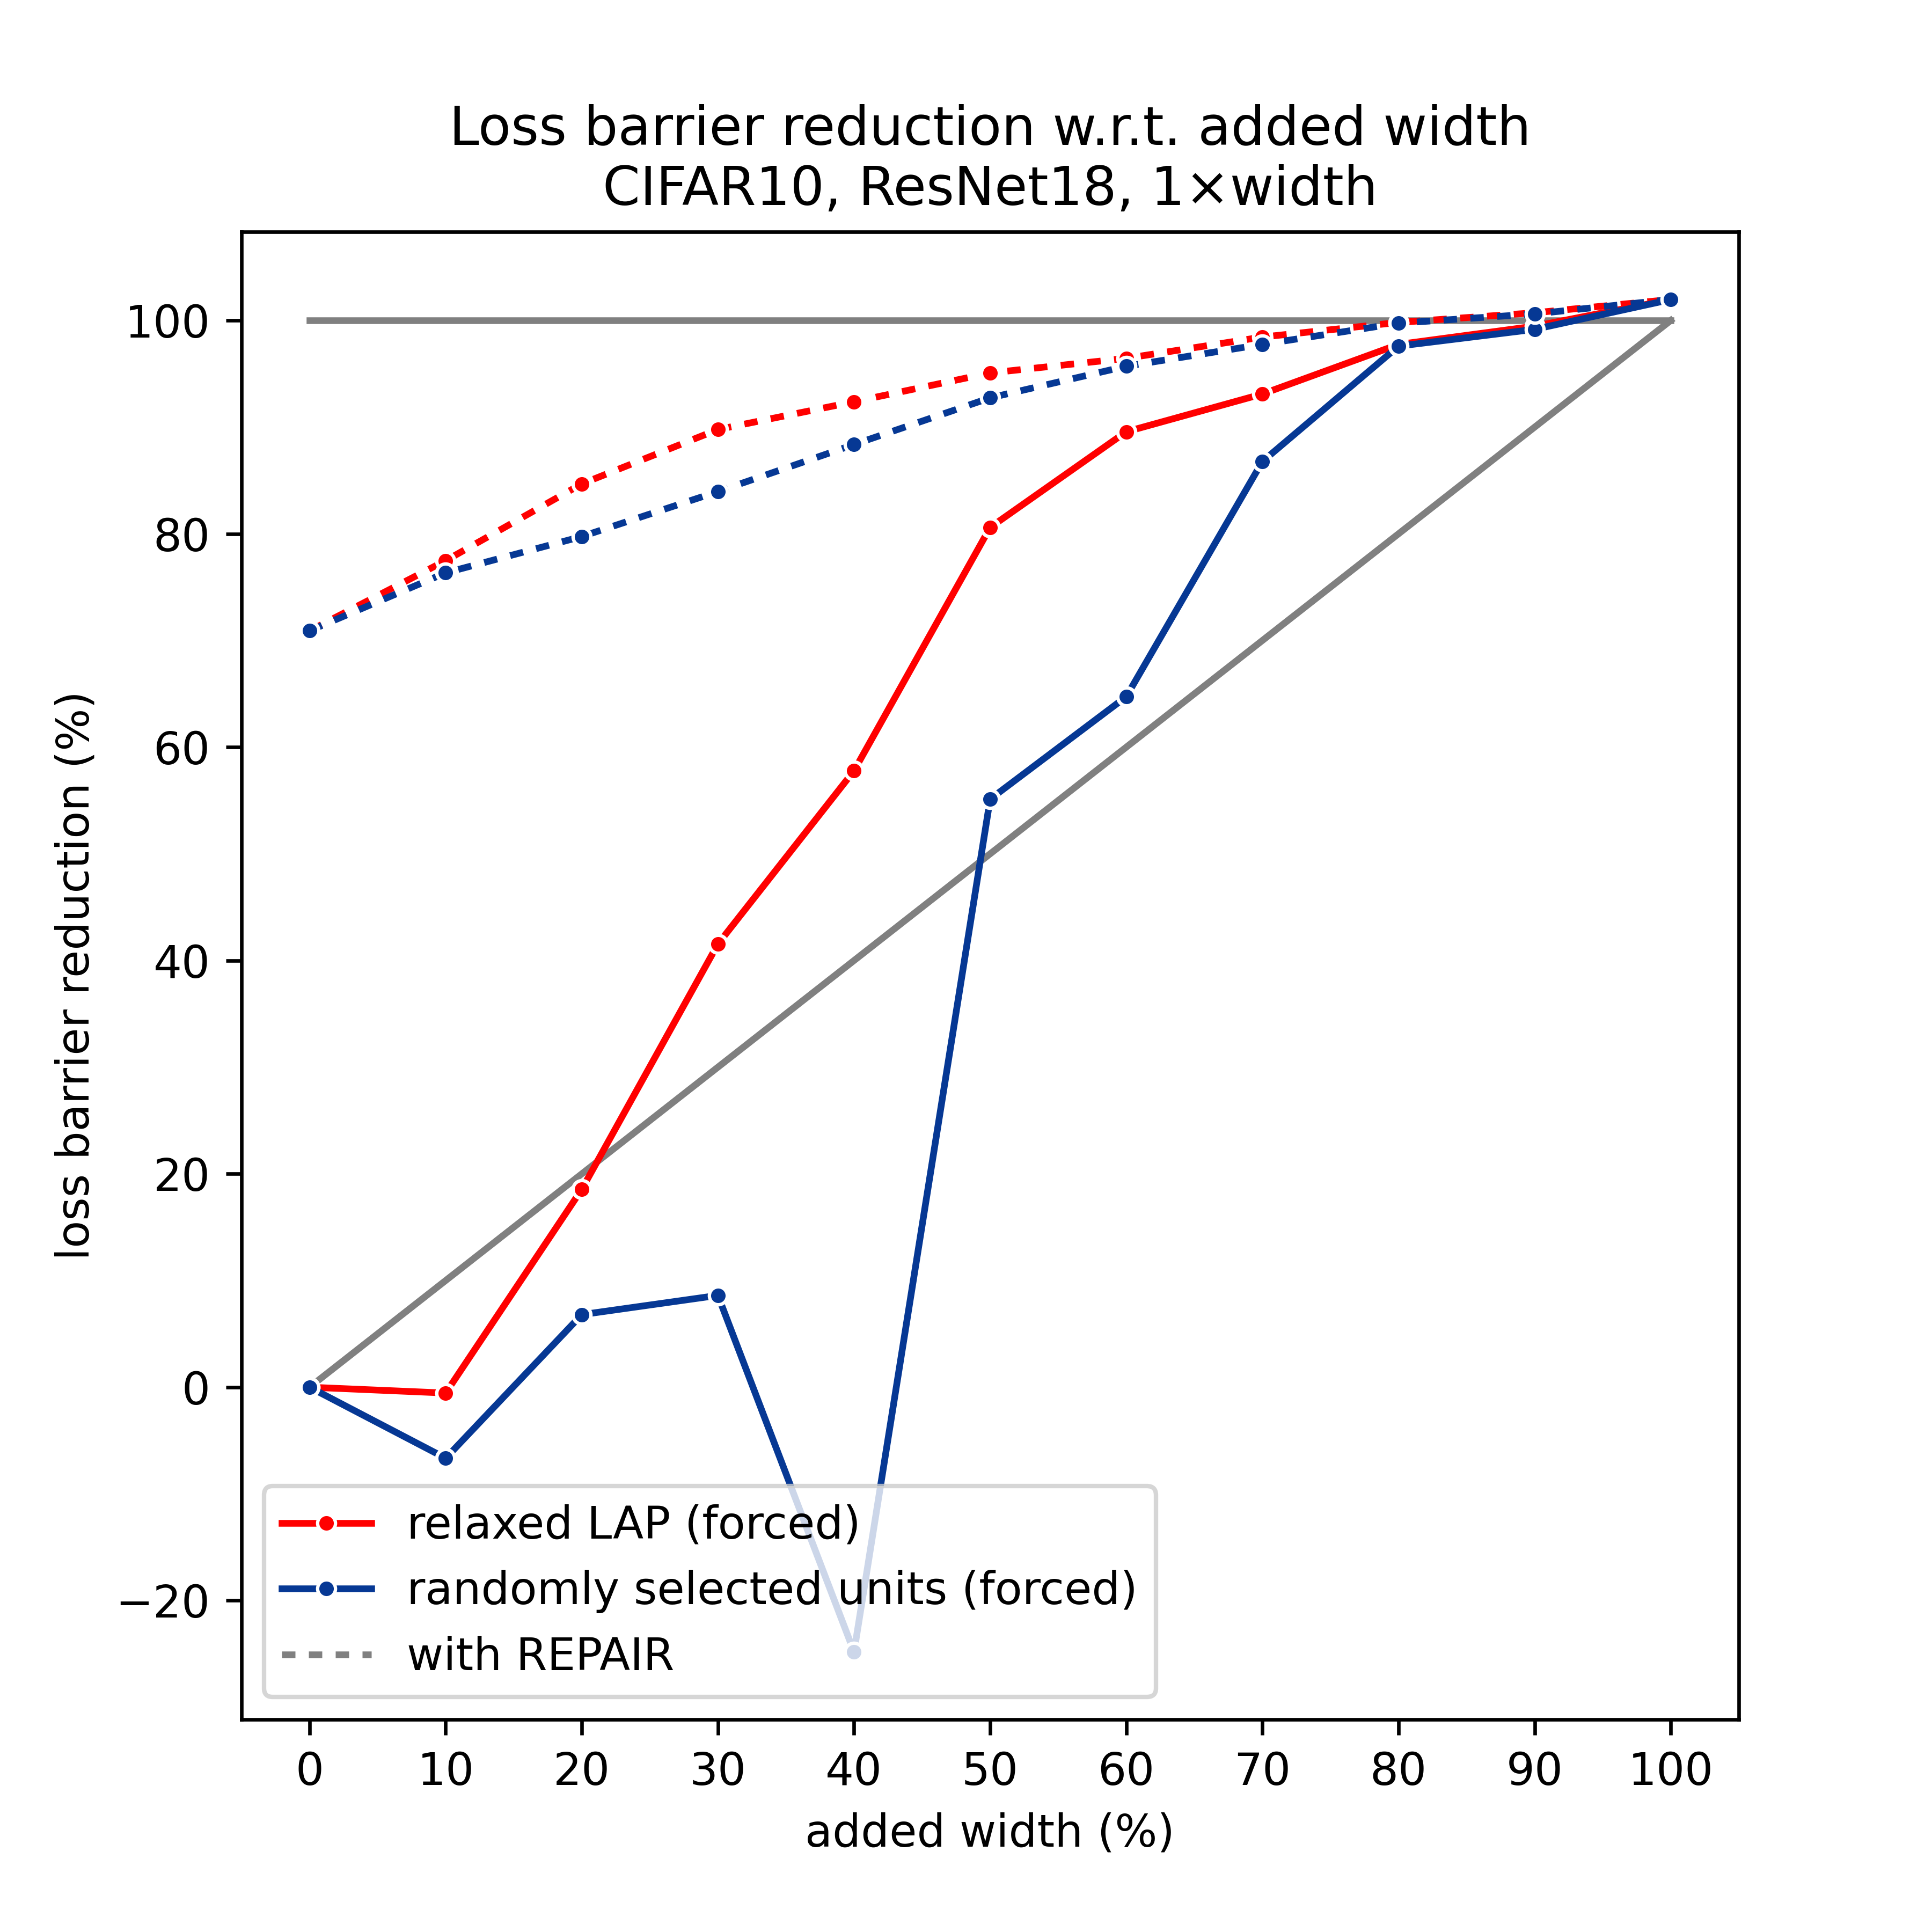 Loss barrier reduction w.r.t. added width
CIFAR10, ResNet18, 1×width
loss barrier reduction (%)
100
80
60
40
20
0
−20
relaxed LAP (forced)
randomly selected units (forced)
with REPAIR
0 10 20 30 40 50 60 70 80 90 100
added width (%)